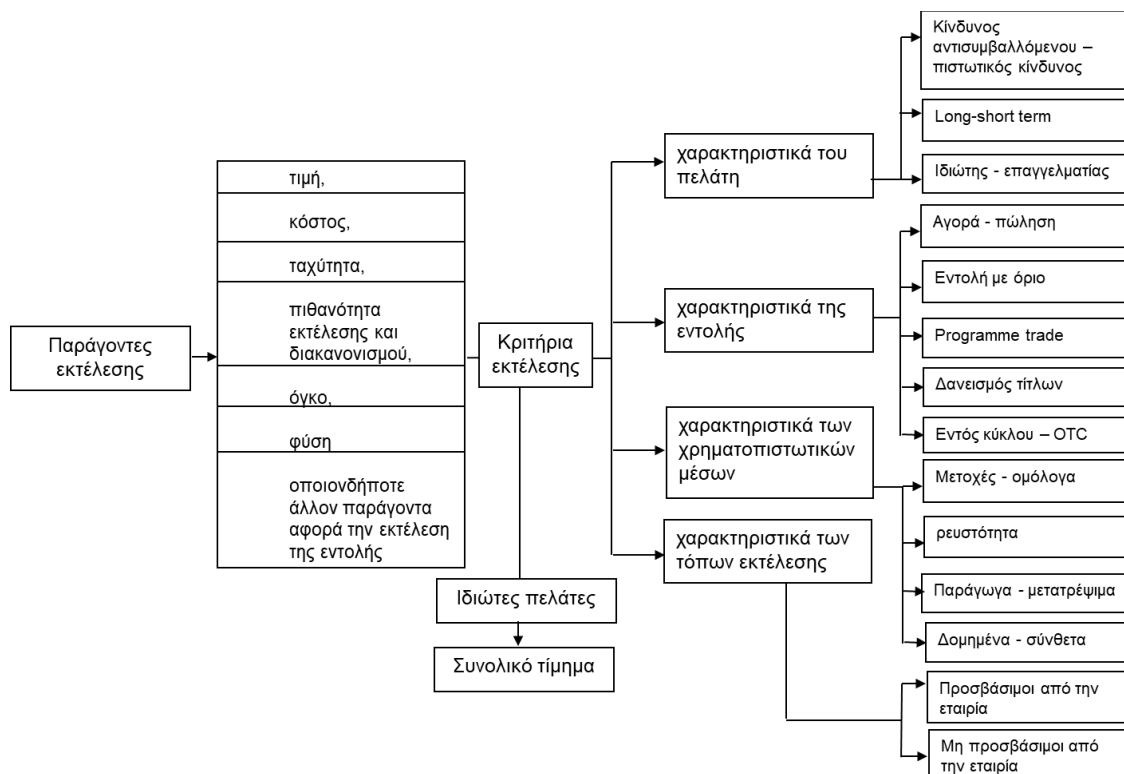 Παράγοντες
εκτέλεσης
τιμή,
κόστος,
ταχύτητα,
πιθανότητα
εκτέλεσης και
διακανονισμού,
όγκο,
φύση
οποιονδήποτε
άλλον παράγοντα
αφορά την εκτέλεση
της εντολής
Κριτήρια
εκτέλεσης
Ιδιώτες πελάτες
Συνολικό τίμημα
χαρακτηριστικά του
πελάτη
χαρακτηριστικά της
εντολής
χαρακτηριστικά των
χρηματοπιστωτικών
μέσων
χαρακτηριστικά των
τόπων εκτέλεσης
Κίνδυνος
αντισυμβαλλόμενου –
πιστωτικός κίνδυνος
Long-short term
Ιδιώτης - επαγγελματίας
Αγορά - πώληση
Εντολή με όριο
Programme trade
Δανεισμός τίτλων
Εντός κύκλου – OTC
Μετοχές - ομόλογα
ρευστότητα
Παράγωγα - μετατρέψιμα
Δομημένα - σύνθετα
Προσβάσιμοι από την
εταιρία
Μη προσβάσιμοι από
την εταιρία